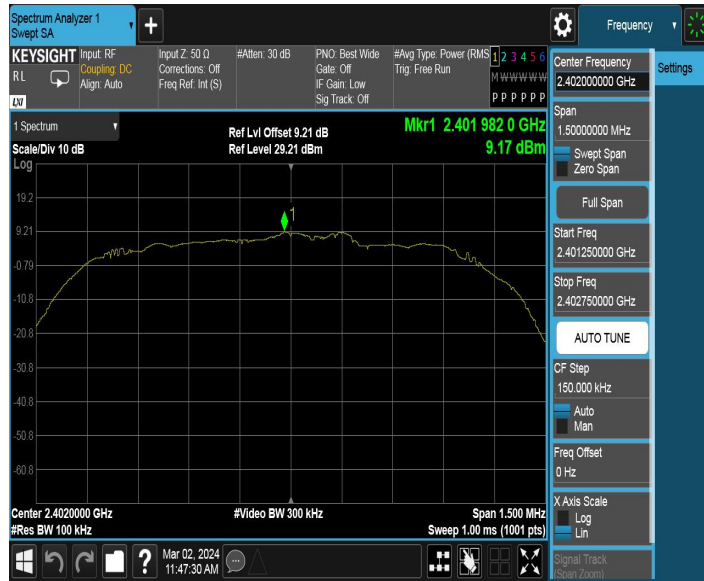 Spectrum Analyzer 1
Swept SA
+
Frequency
KEYSIGHT
RL
LXI
Input: RF
Coupling: DC
Align: Auto
Input Z: 50 Ω
Corrections: Off
Freq Ref: Int (S)
#Atten: 30 dB
PNO: Best Wide
Gate: Off
IF Gain: Low
Sig Track: Off
#Avg Type: Power (RMS
Trig: Free Run
1 2 3 4 5 6
M W W W W W
P P P P P P
1 Spectrum
Scale/Div 10 dB
Log
Ref Lvl Offset 9.21 dB
Ref Level 29.21 dBm
Mkr1 2.401 982 0 GHz
9.17 dBm
1
19.2
9.21
-0.79
-10.8
-20.8
-30.8
-40.8
-50.8
-60.8
Center 2.4020000 GHz
#Res BW 100 kHz
#Video BW 300 kHz
Span 1.500 MHz
Sweep 1.00 ms (1001 pts)
Center Frequency
2.402000000 GHz
Settings
Span
1.50000000 MHz
Swept Span
Zero Span
Full Span
Start Freq
2.401250000 GHz
Stop Freq
2.402750000 GHz
AUTO TUNE
CF Step
150.000 kHz
Auto
Man
Freq Offset
0 Hz
X Axis Scale
Log
Lin
Signal Track
(Span Zoom)
?
Mar 02, 2024
11:47:30 AM